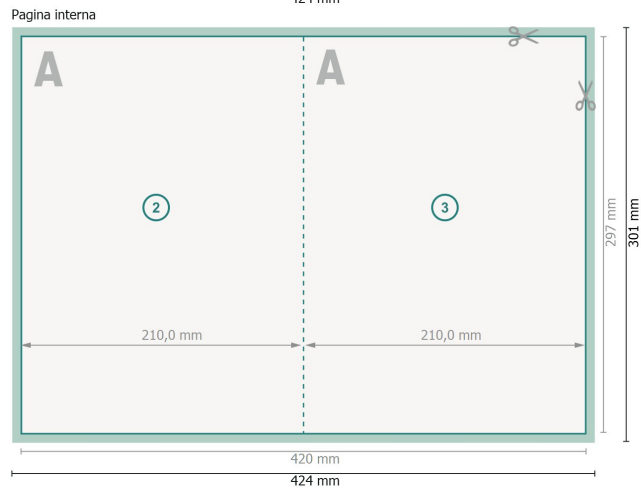 424 mm
Pagina interna
A
A
2
3
297 mm
301 mm
210,0 mm
210,0 mm
420 mm
424 mm